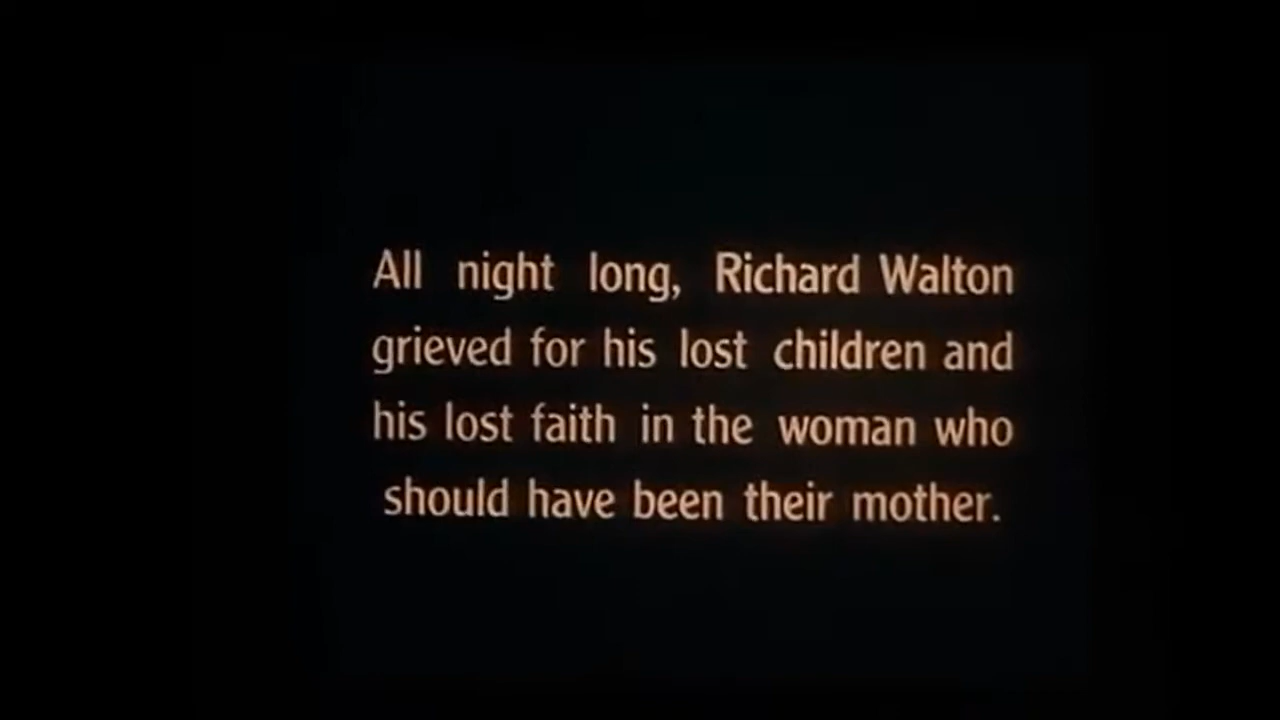 All night long, Richard Walton
grieved for his lost children and
his lost faith in the woman who
should have been their mother.